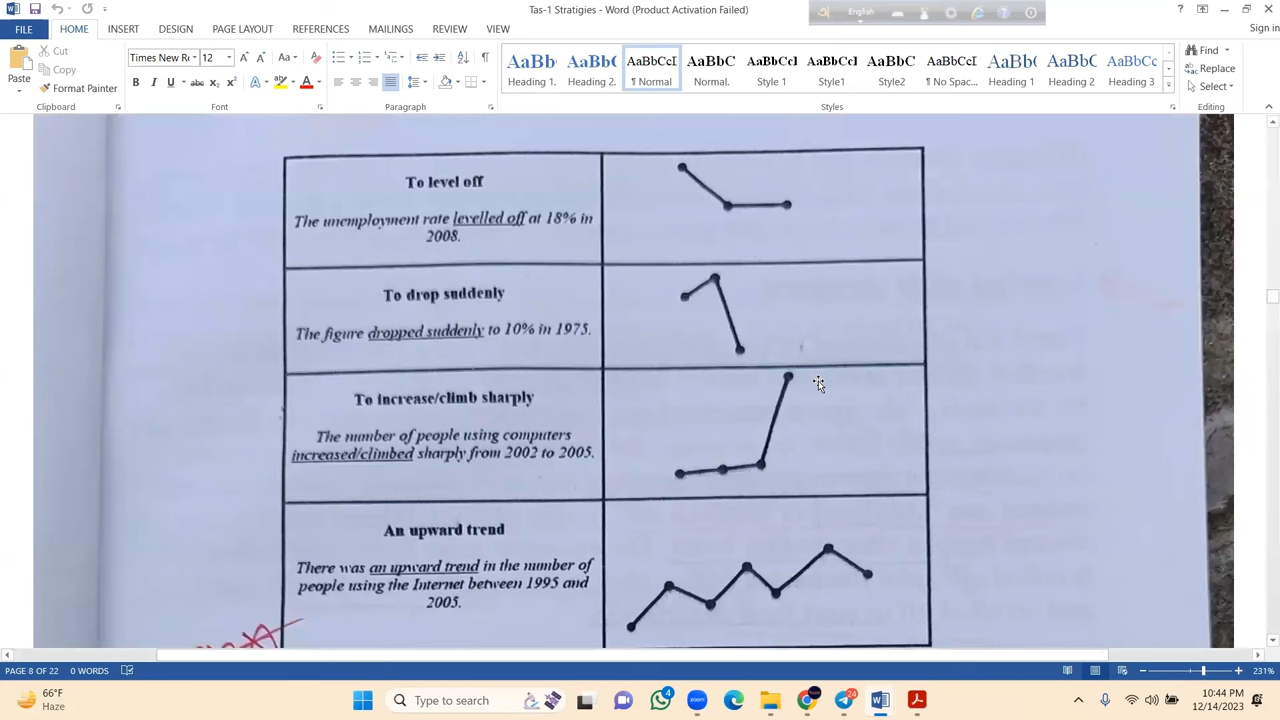 Tas-1 Stratigies - Word (Product Activation Failed)
English
FILE
HOME
INSERT
DESIGN
PAGE LAYOUT
REFERENCES
MAILINGS
REVIEW
VIEW
Sign in
Paste
Cut
Copy
Format Painter
Times New Ro
12
AaBbC
Heading 1.
AaBb(
Heading 2.
AaBbCcI
¶ Normal
AaBbC
Normal.
AaBbCcI
Style 1
AaBbCcI
Style1
AaBbC
Style2
AaBbCcI
¶ No Spac...
AaBbC
Heading 1
AaBbC
Heading 2
AaBbCc
Heading 3
Find
Replace
Select
Clipboard
Font
Paragraph
Styles
Editing
To level off
The unemployment rate levelled off at 18% in
2008.
To drop suddenly
The figure dropped suddenly to 10% in 1975.
To increase/climb sharply
The number of people using computers
increased/climbed sharply from 2002 to 2005.
An upward trend
There was an upward trend in the number of
people using the Internet between 1995 and
2005.
PAGE 8 OF 22
0 WORDS
231%
66°F
Haze
Type to search
4
zoom
24
10:44 PM
12/14/2023